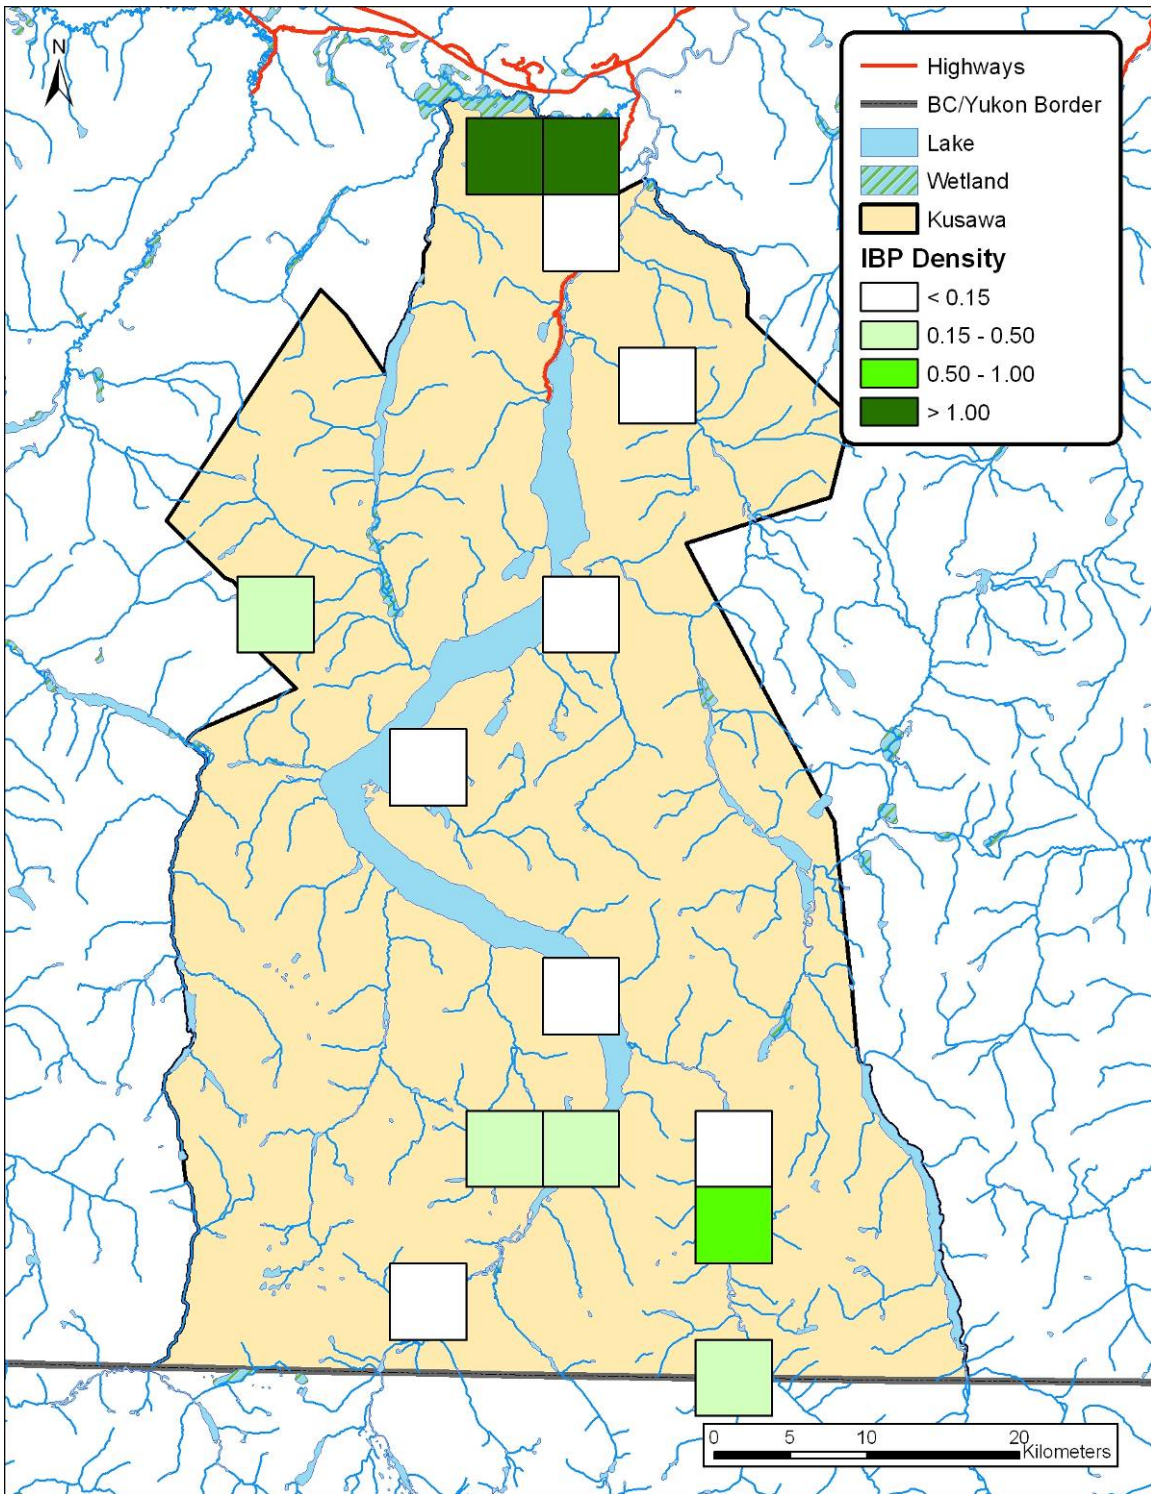 N
Highways
BC/Yukon Border
Lake
Wetland
Kusawa
IBP Density
< 0.15
0.15 - 0.50
0.50 - 1.00
> 1.00
0 5 10 20
Kilometers